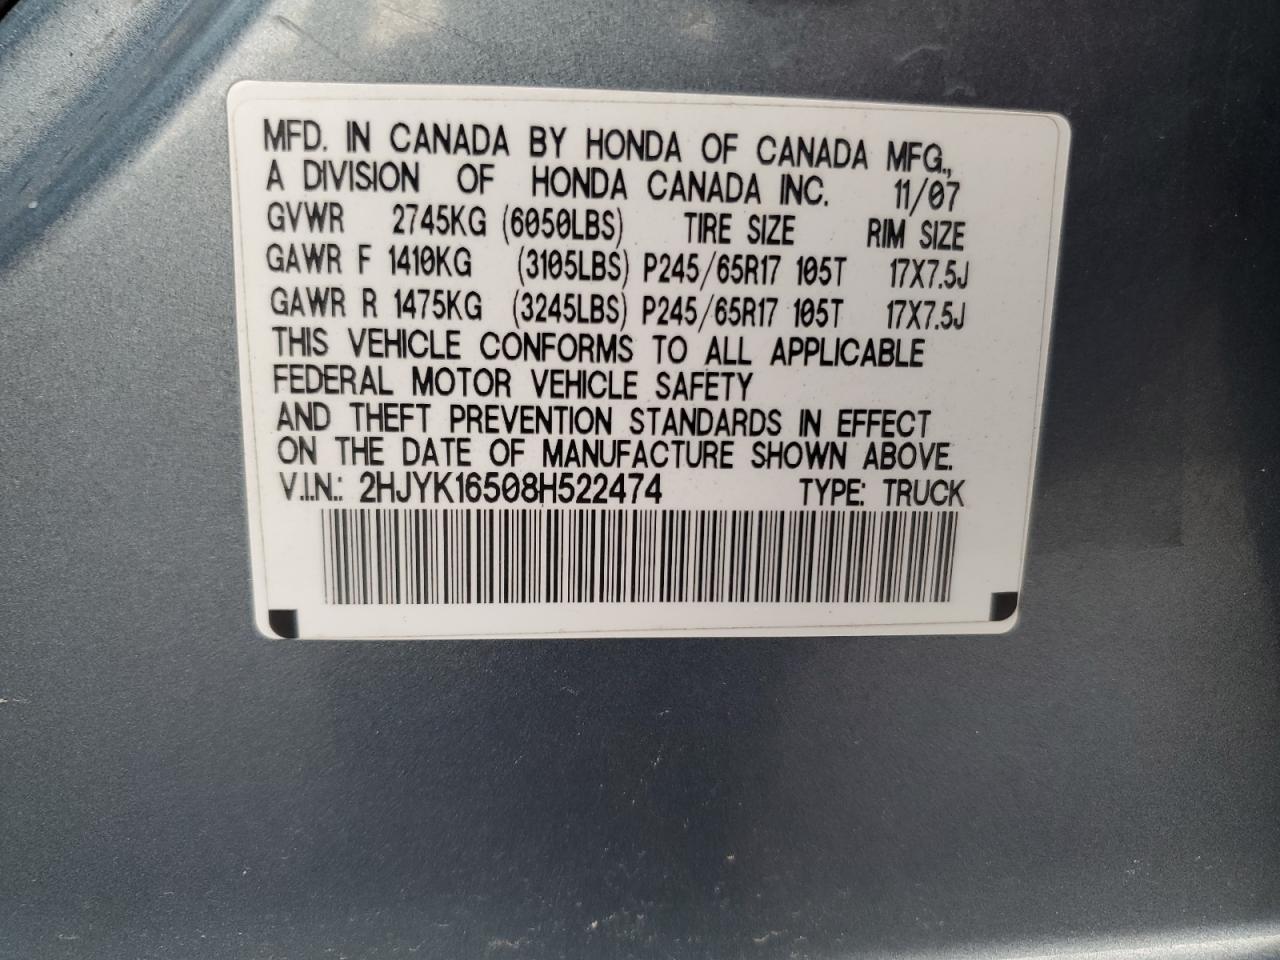 MFD. IN CANADA BY HONDA OF CANADA MFG.,
A DIVISION OF HONDA CANADA INC. 11/07
GVWR 2745KG (6050LBS) TIRE SIZE RIM SIZE
GAWR F 1410KG (3105LBS) P245/65R17 105T 17X7.5J
GAWR R 1475KG (3245LBS) P245/65R17 105T 17X7.5J
THIS VEHICLE CONFORMS TO ALL APPLICABLE
FEDERAL MOTOR VEHICLE SAFETY
AND THEFT PREVENTION STANDARDS IN EFFECT
ON THE DATE OF MANUFACTURE SHOWN ABOVE.
V.I.N.: 2HJYK16508H522474 TYPE: TRUCK